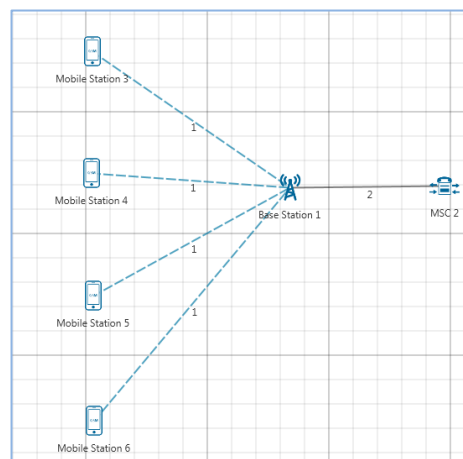 Mobile Station 3
1
Mobile Station 4
1
Base Station 1
2
MSC 2
1
Mobile Station 5
1
Mobile Station 6